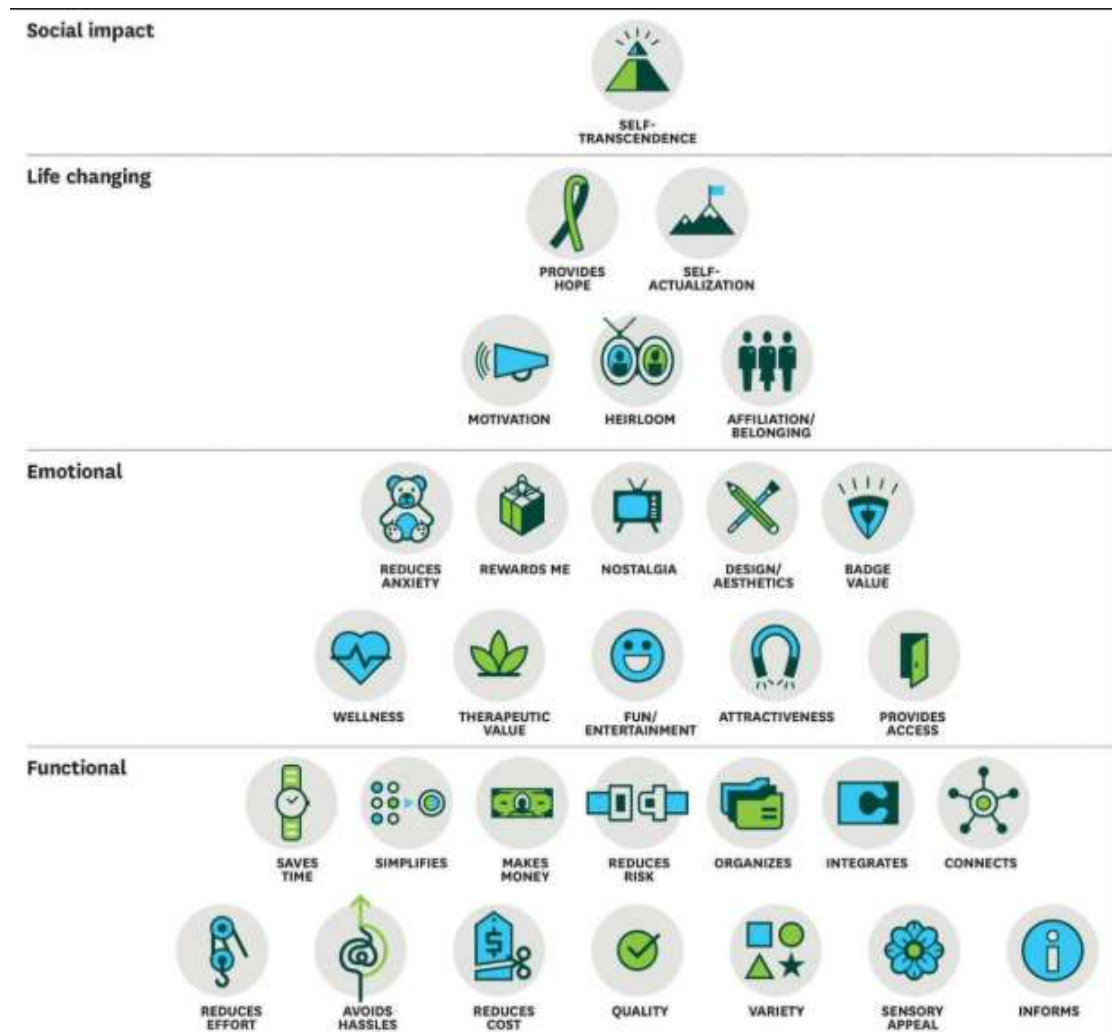 Social impact
SELF-
TRANSCENDENCE
Life changing
PROVIDES
HOPE
SELF-
ACTUALIZATION
MOTIVATION
HEIRLOOM
AFFILIATION/
BELONGING
Emotional
REDUCES
ANXIETY
REWARDS ME
NOSTALGIA
DESIGN/
AESTHETICS
BADGE
VALUE
WELLNESS
THERAPEUTIC
VALUE
FUN/
ENTERTAINMENT
ATTRACTIVENESS
PROVIDES
ACCESS
Functional
SAVES
TIME
SIMPLIFIES
MAKES
MONEY
REDUCES
RISK
ORGANIZES
INTEGRATES
CONNECTS
REDUCES
EFFORT
AVOIDS
HASSLES
$
REDUCES
COST
QUALITY
VARIETY
SENSORY
APPEAL
INFORMS